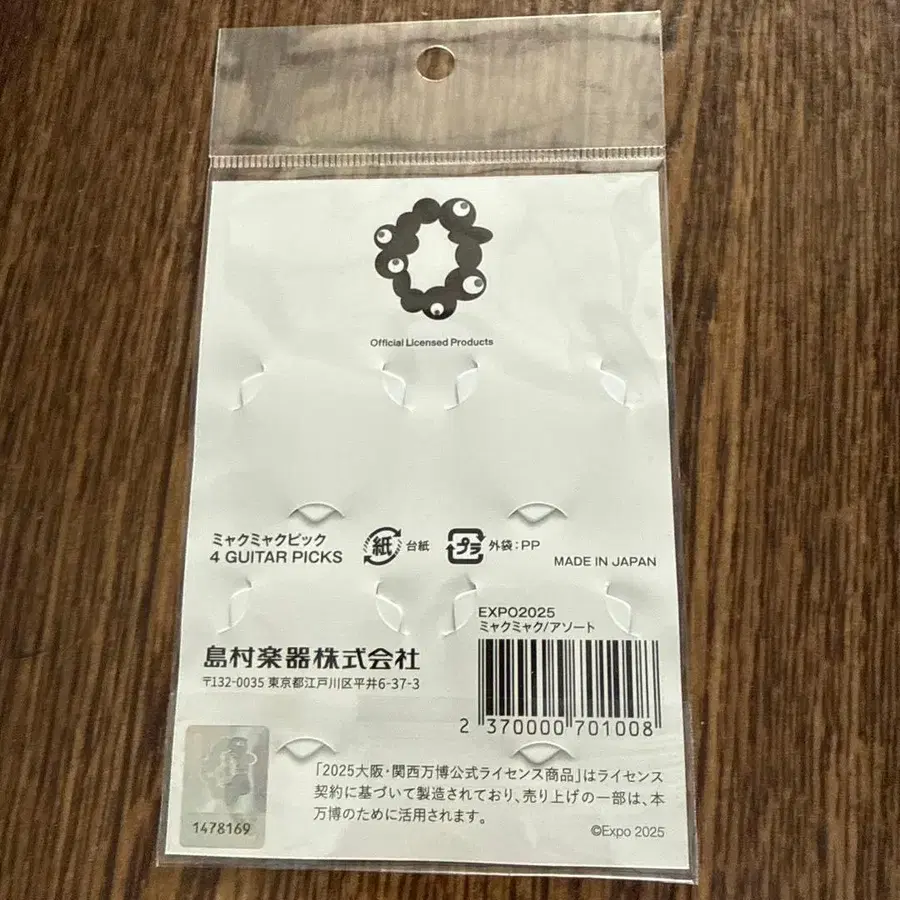 Official Licensed Products
ミャクミャクピック
4 GUITAR PICKS
紙 台紙
プラ 外袋：PP
MADE IN JAPAN
EXPO2025
ミャクミャク/アソート
島村楽器株式会社
〒132-0035 東京都江戸川区平井6-37-3
2 370000 701008
「2025大阪・関西万博公式ライセンス商品」はライセンス
契約に基づいて製造されており、売り上げの一部は、本
万博のために活用されます。
1478169
©Expo 2025